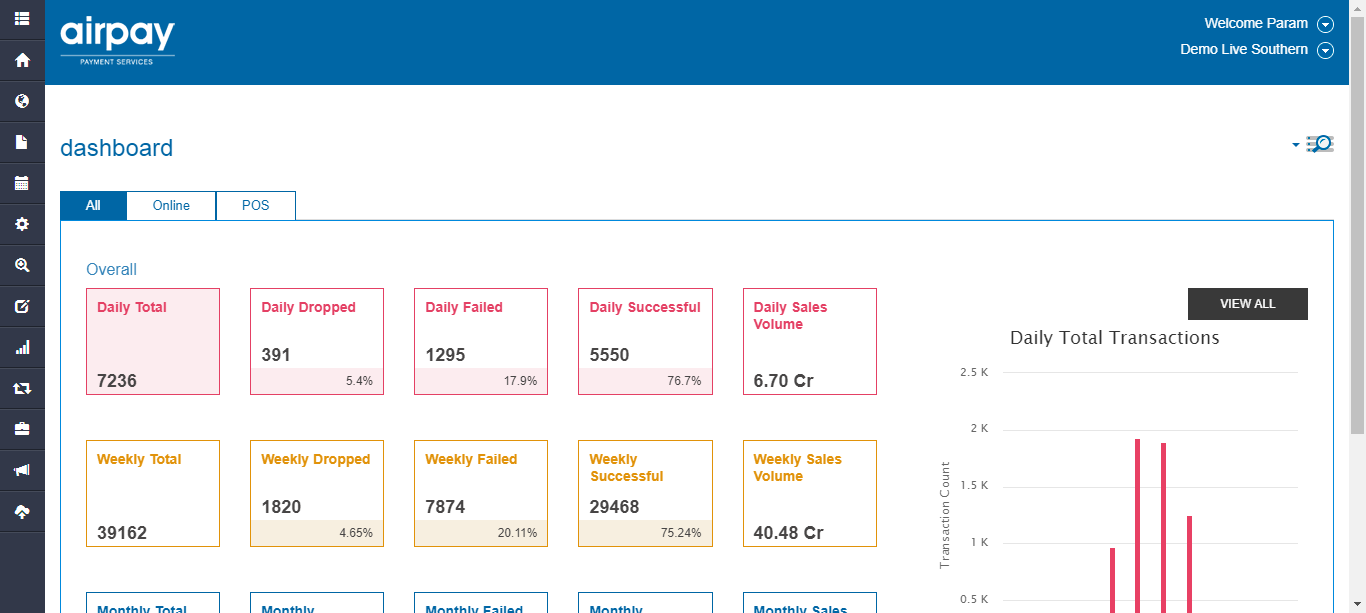 airpay
PAYMENT SERVICES
Welcome Param
Demo Live Southern
dashboard
All
Online
POS
Overall
Daily Total
7236
Daily Dropped
391
5.4%
Daily Failed
1295
17.9%
Daily Successful
5550
76.7%
Daily Sales
Volume
6.70 Cr
Weekly Total
39162
Weekly Dropped
1820
4.65%
Weekly Failed
7874
20.11%
Weekly
Successful
29468
75.24%
Weekly Sales
Volume
40.48 Cr
Monthly Total
Monthly
Monthly Failed
Monthly
Monthly Sales
VIEW ALL
Daily Total Transactions
2.5 K
2 K
1.5 K
1 K
0.5 K
Transaction Count